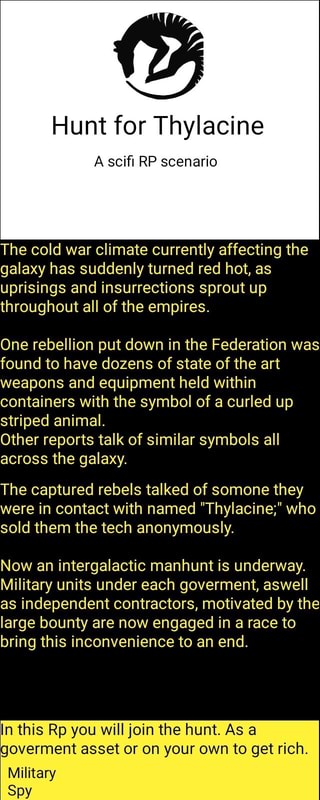 Hunt for Thylacine
A scifi RP scenario
The cold war climate currently affecting the
galaxy has suddenly turned red hot, as
uprisings and insurrections sprout up
throughout all of the empires.
One rebellion put down in the Federation was
found to have dozens of state of the art
weapons and equipment held within
containers with the symbol of a curled up
striped animal.
Other reports talk of similar symbols all
across the galaxy.
The captured rebels talked of somone they
were in contact with named "Thylacine;" who
sold them the tech anonymously.
Now an intergalactic manhunt is underway.
Military units under each goverment, aswell
as independent contractors, motivated by the
large bounty are now engaged in a race to
bring this inconvenience to an end.
In this Rp you will join the hunt. As a
goverment asset or on your own to get rich.
Military
Spy